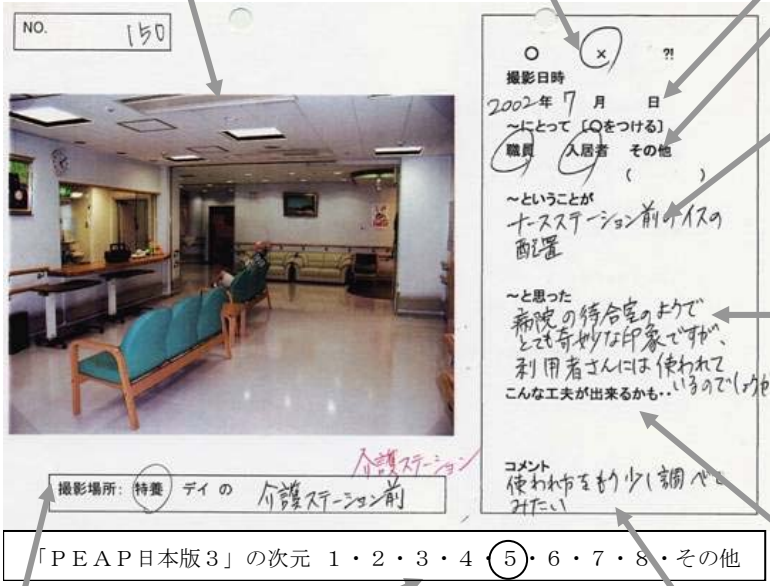 NO. 150
○ × ?!
撮影日時
2002年 7 月 日
～にとって [○をつける]
職員 入居者 その他
( )
～ということが
ナースステーション前のイスの
配置
～と思った
病院の待合室のようで
とても奇妙な印象ですが、
利用者さんには使われて
いるのでしょうか
こんな工夫が出来るかも・・
コメント
使われ方をもう少し調べて
みたい
介護ステーション
撮影場所: 特養 デイ の 介護ステーション前
「PEAP日本版3」の次元 1・2・3・4・5・6・7・8・その他